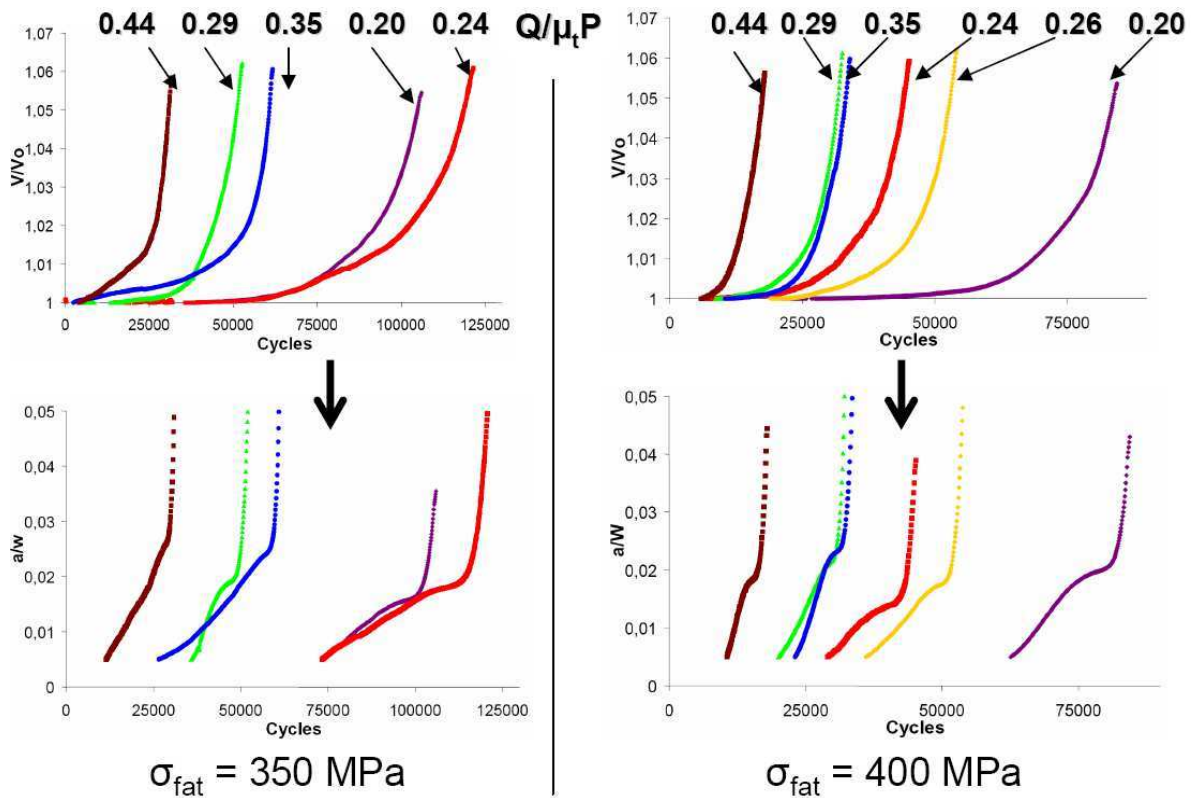 0.44 0.29 0.35 0.20 0.24
Q/μtP
1,07
1,06
1,05
1,04
1,03
1,02
1,01
1
V/Vo
0 25000 50000 75000 100000 125000
Cycles
0.44 0.29 0.35 0.24 0.26 0.20
1,07
1,06
1,05
1,04
1,03
1,02
1,01
1
V/Vo
0 25000 50000 75000
Cycles
0,05
0,04
0,03
0,02
0,01
0
a/w
0 25000 50000 75000 100000 125000
Cycles
σfat = 350 MPa
0,05
0,04
0,03
0,02
0,01
0
a/W
0 25000 50000 75000
Cycles
σfat = 400 MPa